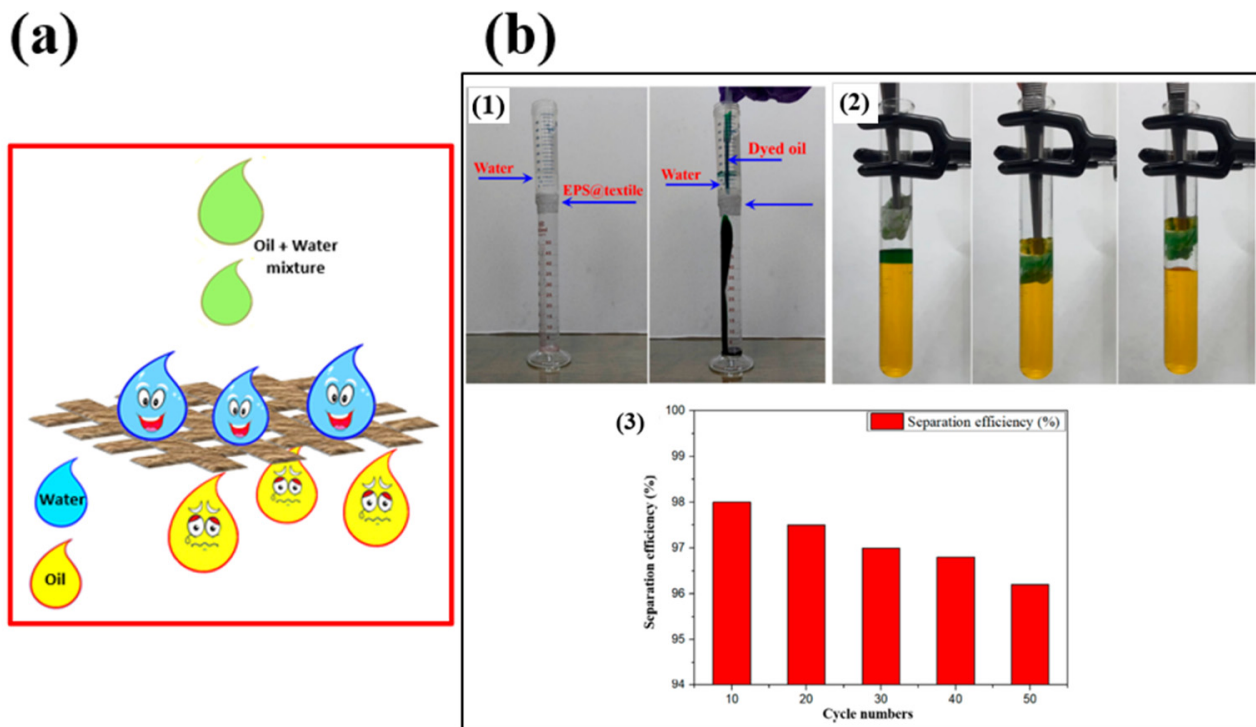 (a)
Oil + Water
mixture
Water
Oil
(b)
(1)
Water
EPS@textile
Dyed oil
Water
(2)
(3)
Separation efficiency (%)
Separation efficiency (%)
100
99
98
97
96
95
94
10
20
30
40
50
Cycle numbers